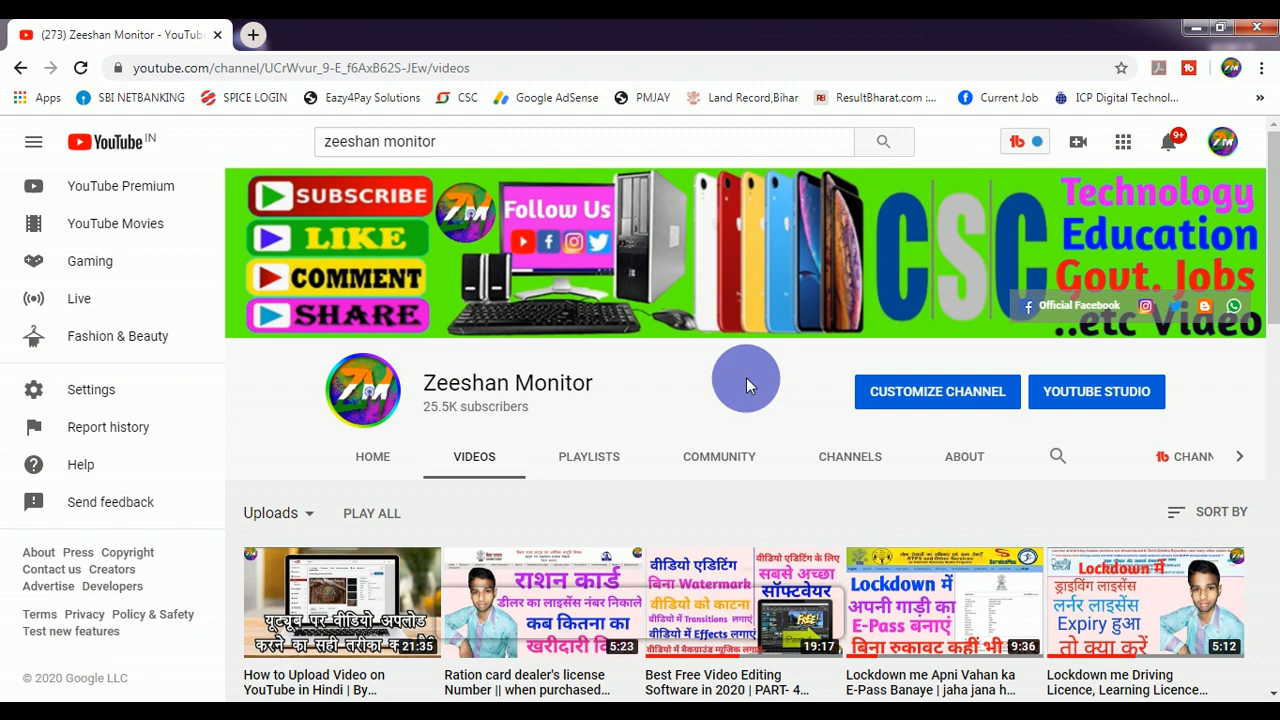 (273) Zeeshan Monitor - YouTub
youtube.com/channel/UCrWvur_9-E_f6AxB62S-JEw/videos
Apps SBI NETBANKING SPICE LOGIN Eazy4Pay Solutions CSC Google AdSense PMJAY Land Record,Bihar ResultBharat.com :... Current Job ICP Digital Technol... »
YouTube IN
zeeshan monitor
9+
YouTube Premium
YouTube Movies
Gaming
Live
Fashion & Beauty
Settings
Report history
Help
Send feedback
About Press Copyright
Contact us Creators
Advertise Developers
Terms Privacy Policy & Safety
Test new features
© 2020 Google LLC
SUBSCRIBE
LIKE
COMMENT
SHARE
ZM
Follow Us
CSC
Technology
Education
Govt. Jobs
..etc Video
Official Facebook
ZM
Zeeshan Monitor
25.5K subscribers
CUSTOMIZE CHANNEL YOUTUBE STUDIO
HOME VIDEOS PLAYLISTS COMMUNITY CHANNELS ABOUT CHANN
Uploads PLAY ALL SORT BY
यूट्यूब पर वीडियो अपलोड
करने का सही तरीका
21:35
How to Upload Video on
YouTube in Hindi | By...
राशन कार्ड
डीलर का लाइसेंस नंबर निकाले
कब कितना का
खरीदारी
5:23
Ration card dealer's license
Number || when purchased...
वीडियो एडिटिंग
बिना Watermark
वीडियो को काटना
वीडियो में Transitions लगाएं
वीडियो में Effects लगाएं
वीडियो में बैकग्राउंड म्यूजिक लगाएं
वीडियो एडिटिंग के लिए
सबसे अच्छा
सॉफ्टवेयर
FREE
19:17
Best Free Video Editing
Software in 2020 | PART- 4...
Lockdown में
अपनी गाड़ी का
E-Pass बनाएं
बिना रुकावट कहीं भी
9:36
Lockdown me Apni Vahan ka
E-Pass Banaye | jaha jana h...
Lockdown में
ड्राइविंग लाइसेंस
लर्नर लाइसेंस
Expiry हुआ
तो क्या करें
5:12
Lockdown me Driving
Licence, Learning Licence...